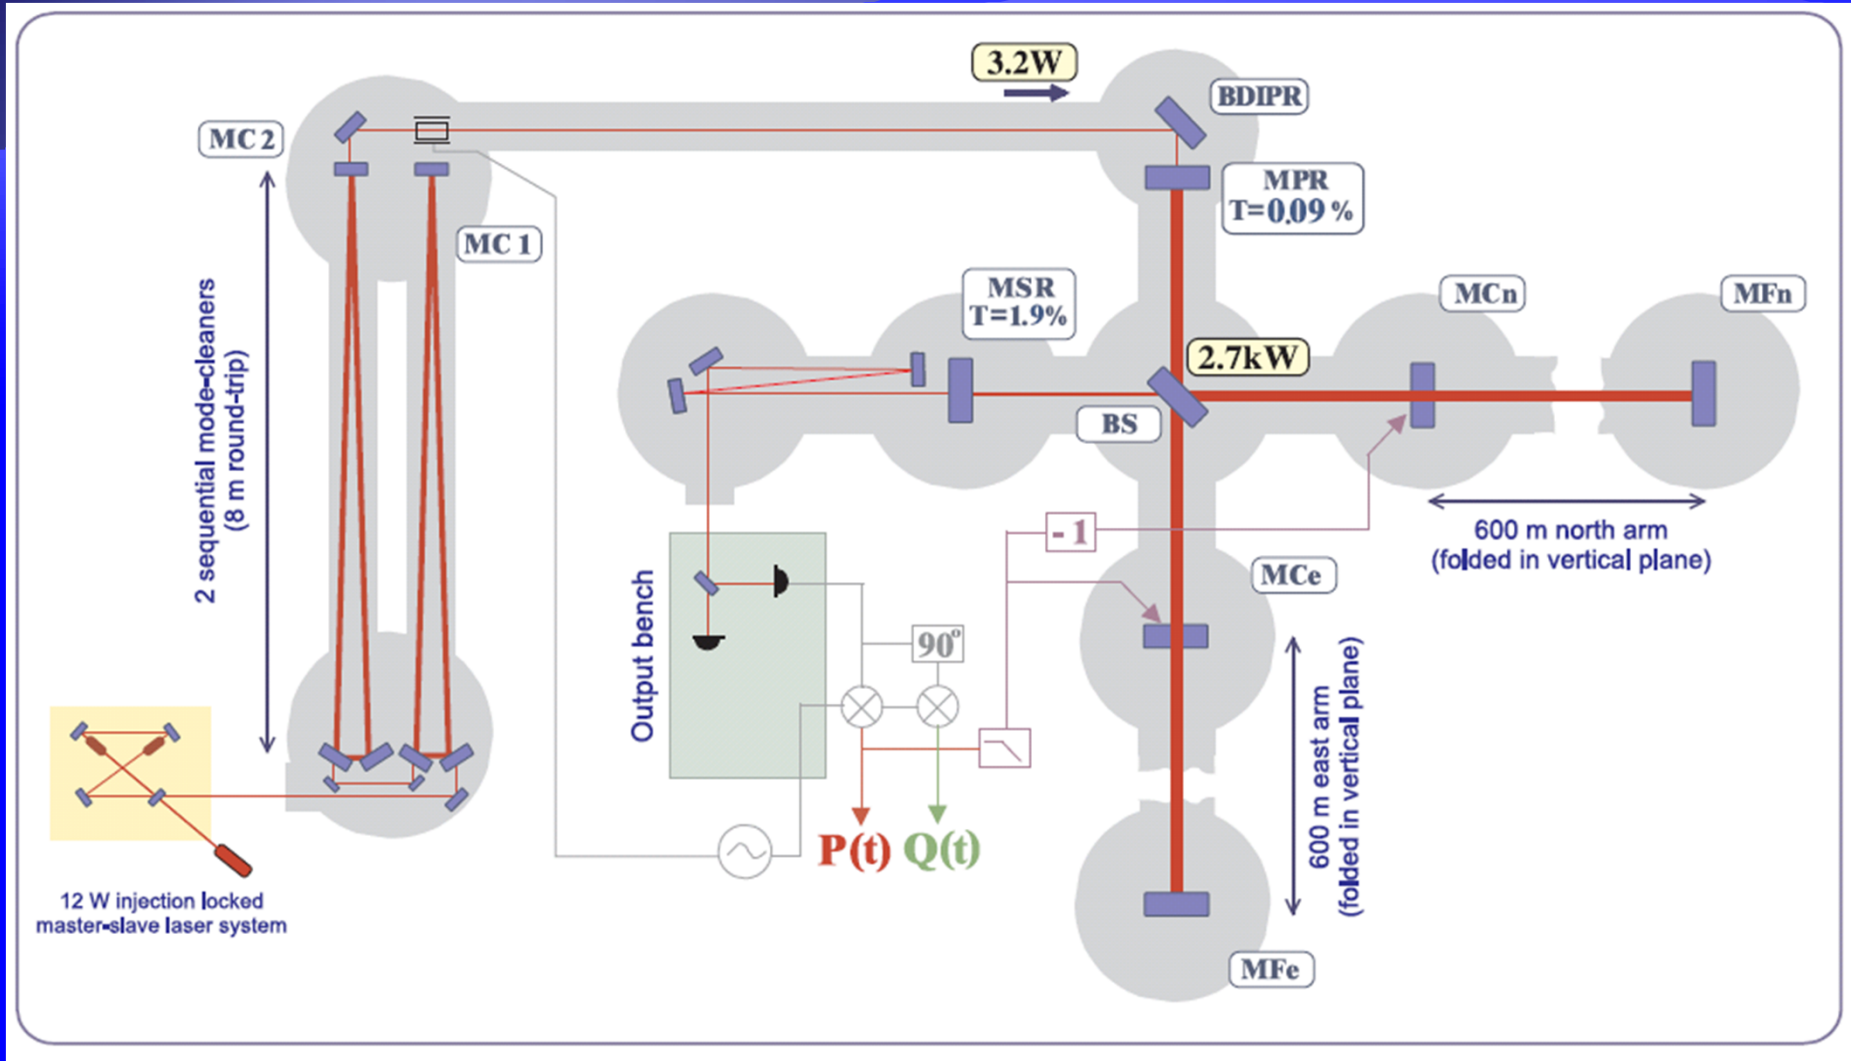 3.2W
BDIPR
MC 2
MPR
T=0.09 %
MC 1
MSR
T=1.9%
MCn
MFn
2.7kW
BS
2 sequential mode-cleaners
(8 m round-trip)
- 1
600 m north arm
(folded in vertical plane)
MCe
Output bench
90°
600 m east arm
(folded in vertical plane)
P(t) Q(t)
12 W injection locked
master-slave laser system
MFe